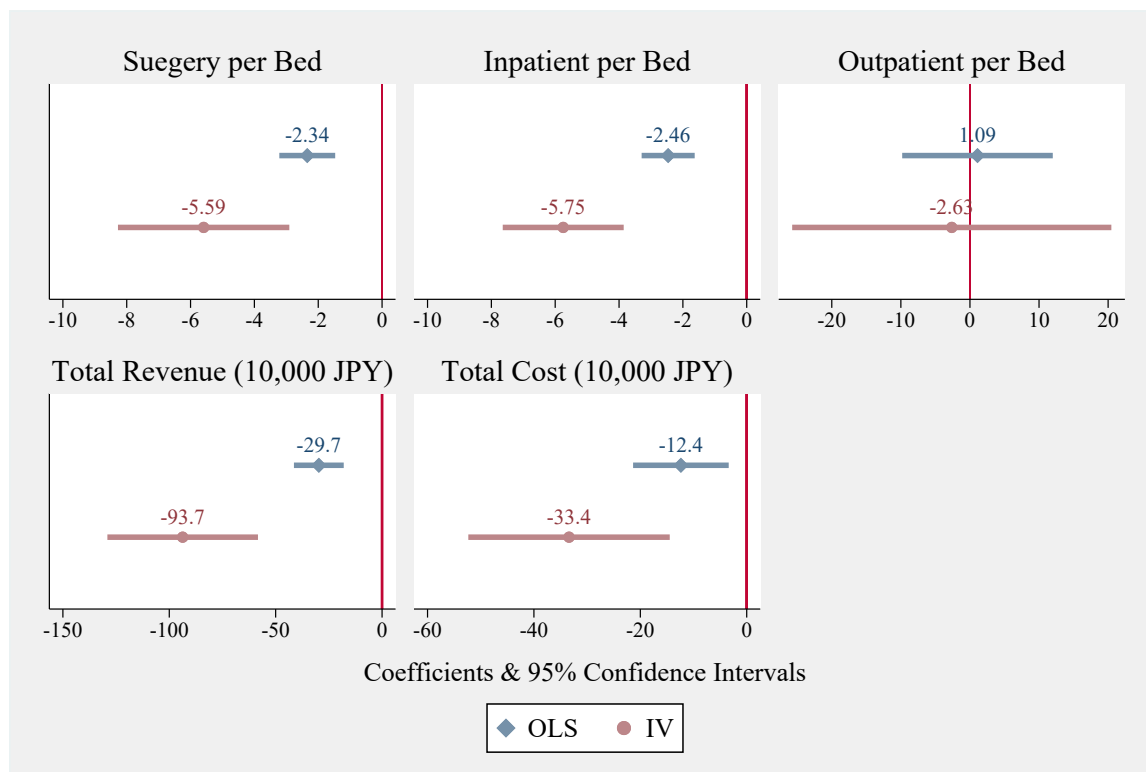 Suegery per Bed
-2.34
-5.59
-10 -8 -6 -4 -2 0
Inpatient per Bed
-2.46
-5.75
-10 -8 -6 -4 -2 0
Outpatient per Bed
1.09
-2.63
-20 -10 0 10 20
Total Revenue (10,000 JPY)
-29.7
-93.7
-150 -100 -50 0
Total Cost (10,000 JPY)
-12.4
-33.4
-60 -40 -20 0
Coefficients & 95% Confidence Intervals
OLS IV